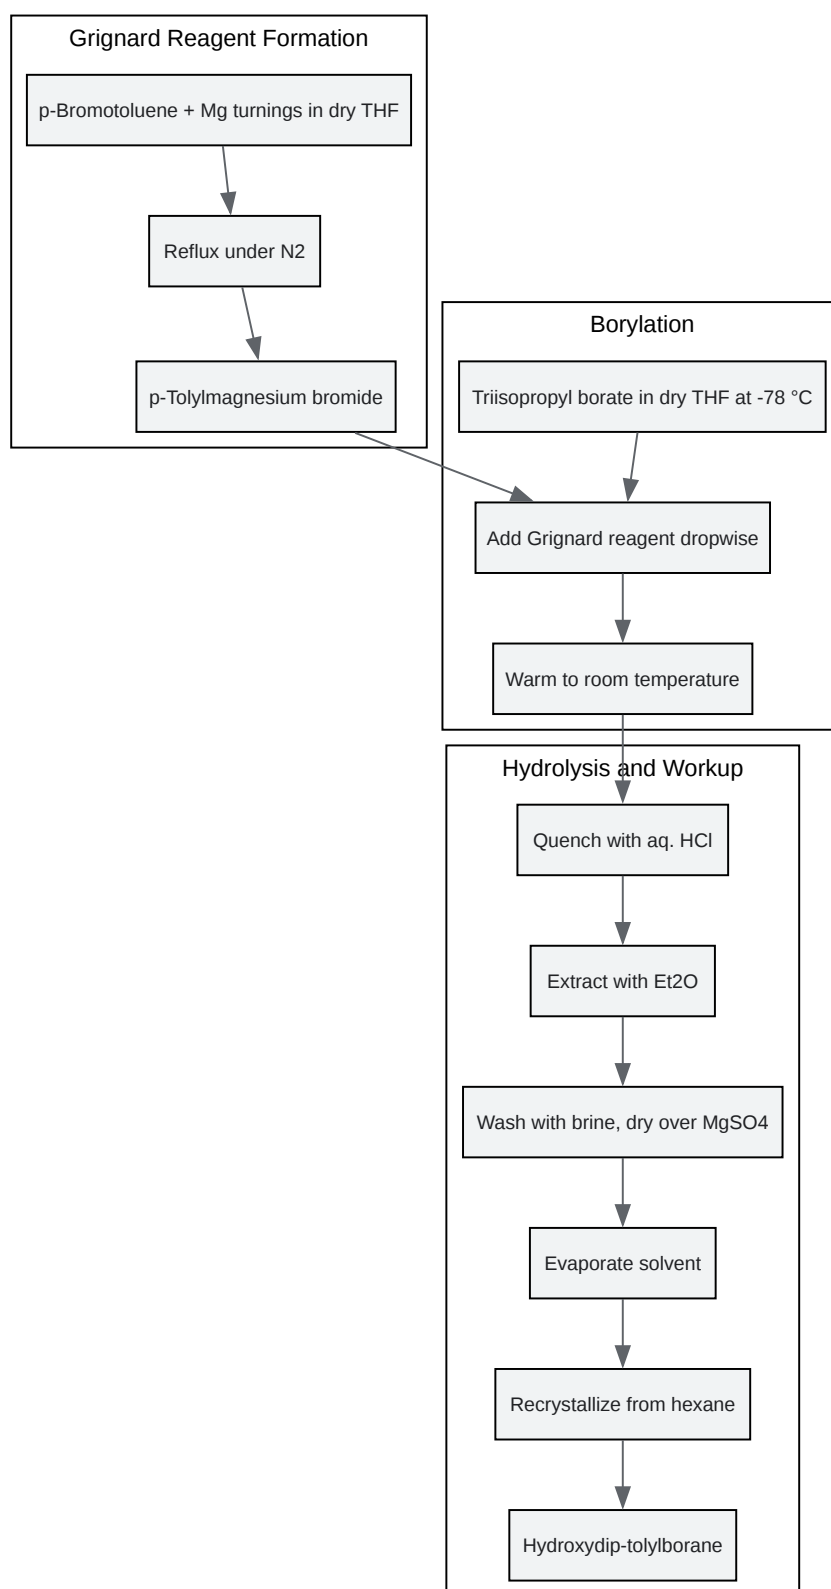 Grignard Reagent Formation
p-Bromotoluene + Mg turnings in dry THF
Reflux under N2
p-Tolylmagnesium bromide
Borylation
Triisopropyl borate in dry THF at -78 °C
Add Grignard reagent dropwise
Warm to room temperature
Hydrolysis and Workup
Quench with aq. HCl
Extract with Et2O
Wash with brine, dry over MgSO4
Evaporate solvent
Recrystallize from hexane
Hydroxydip-tolylborane